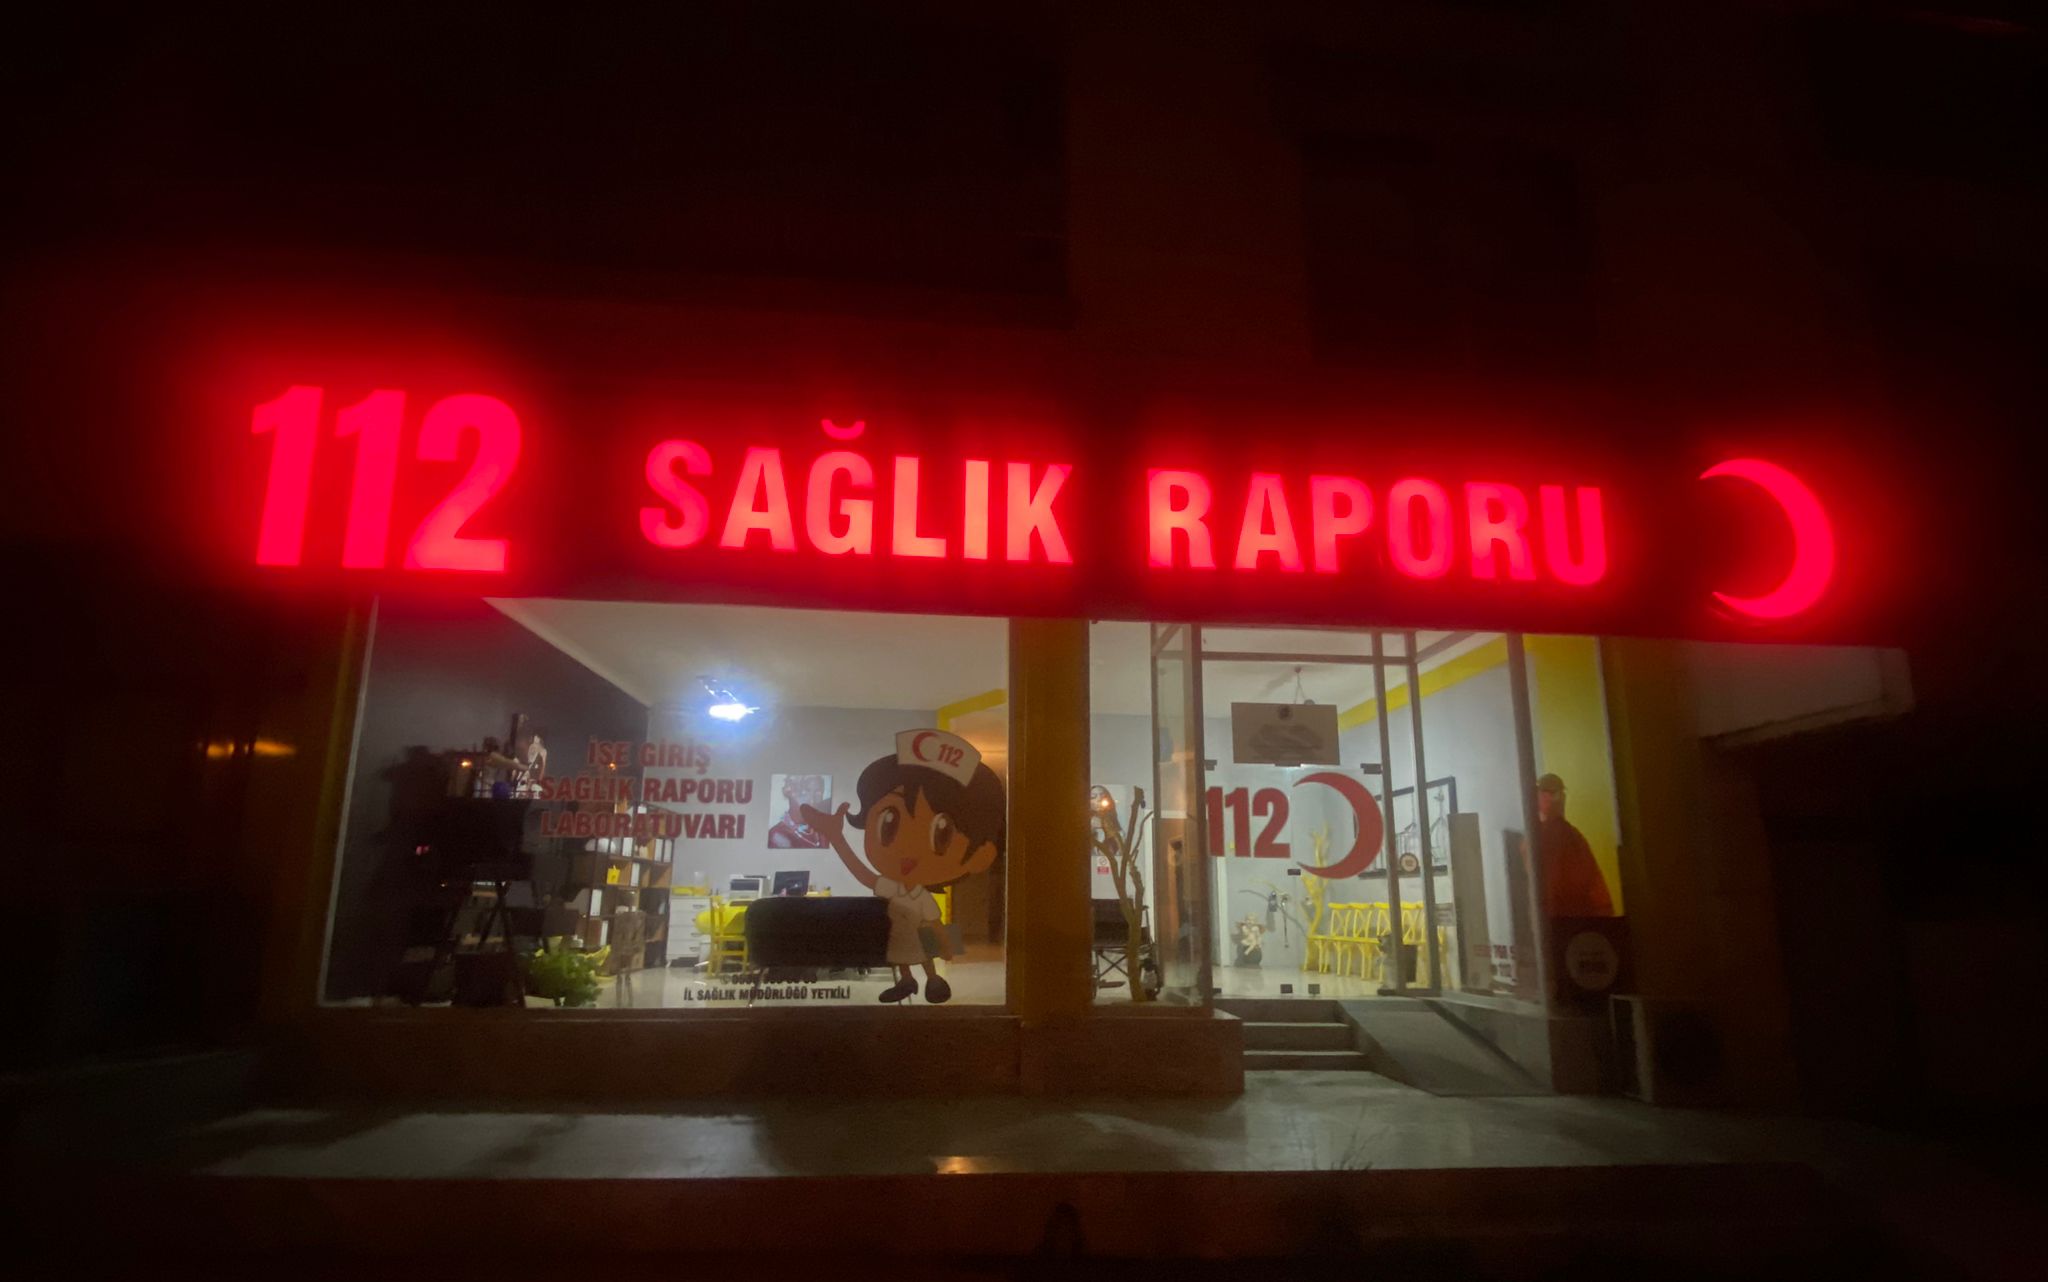 112 SAĞLIK RAPORU
İŞE GİRİŞ
SAĞLIK RAPORU
LABORATUVARI
112
112
İL SAĞLIK MÜDÜRLÜĞÜ YETKİLİ